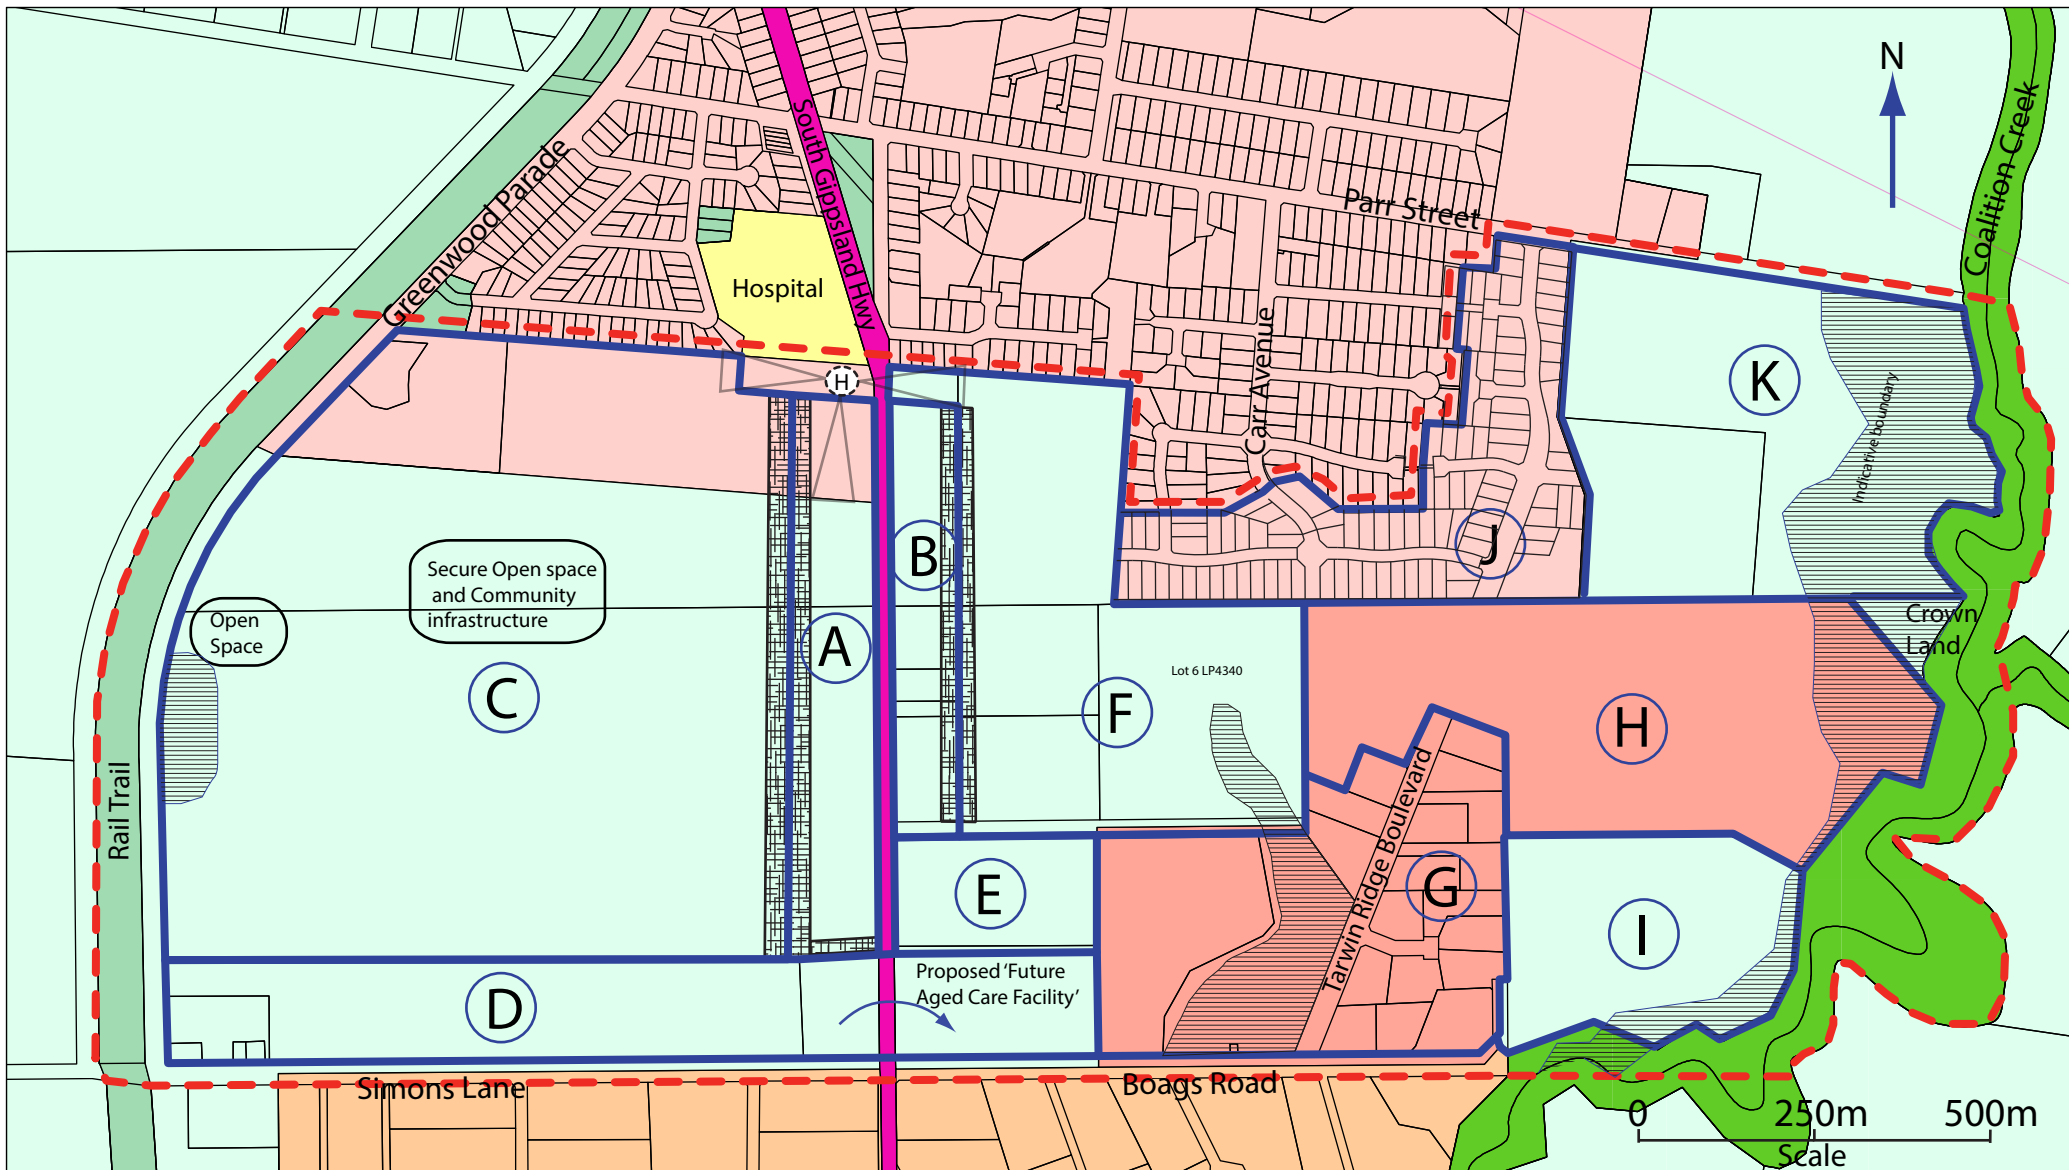 N
South Gippsland Hwy
Coalition Creek
Greenwood Parade
Parr Street
Hospital
H
Carr Avenue
K
Indicative boundary
B
J
Secure Open space
and Community
infrastructure
Open
Space
A
Crown
Land
C
Lot 6 LP4340
F
H
Rail Trail
Tarwin Ridge Boulevard
G
E
I
D
Proposed 'Future
Aged Care Facility'
Simons Lane
Boags Road
0 250m 500m
Scale